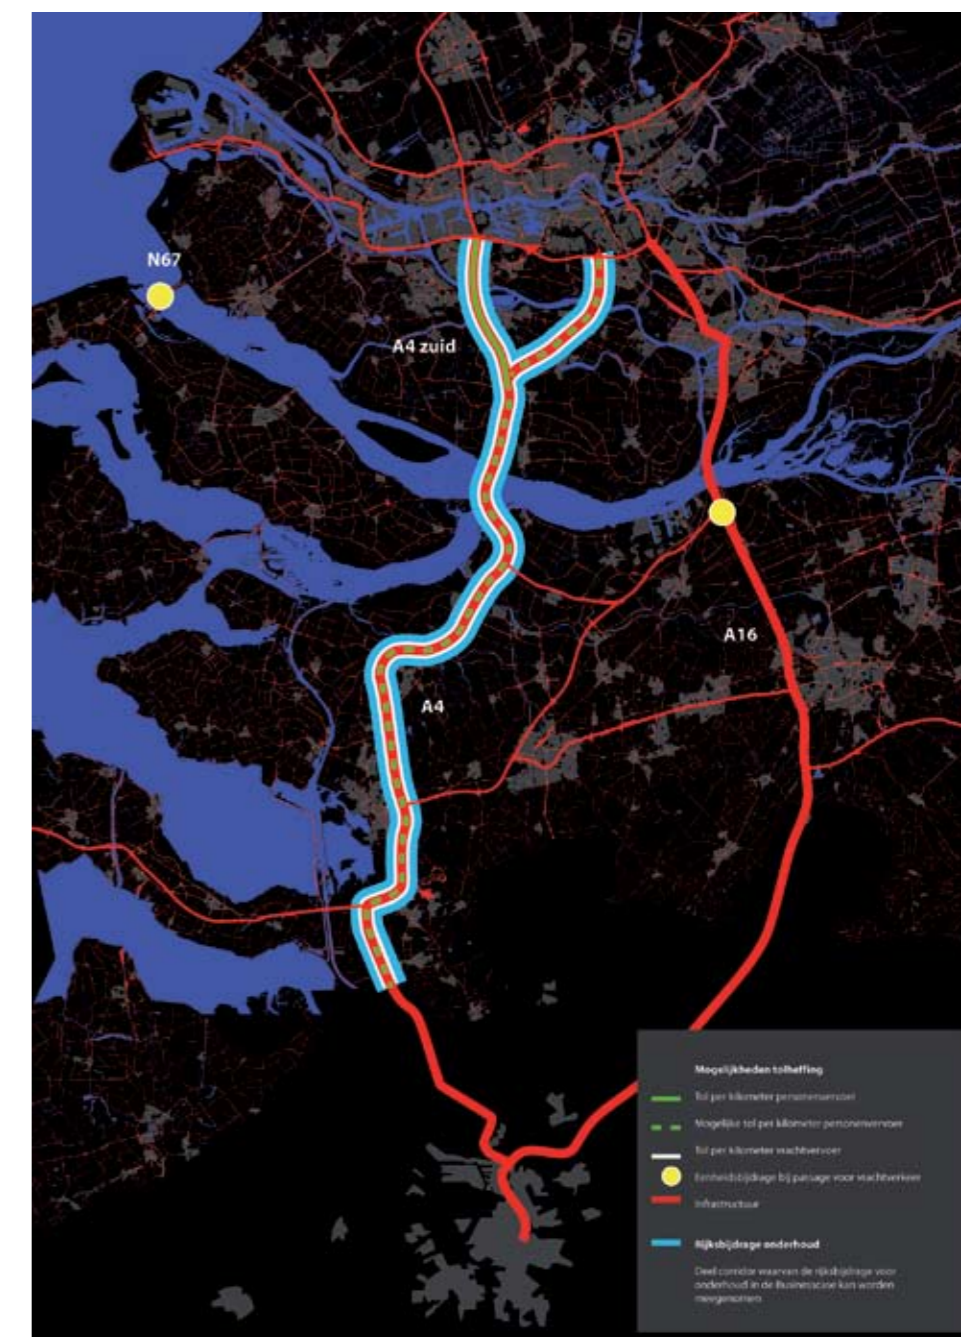 N67
A4 zuid
A16
A4
Mogelijkheden tolheffing
Tol per kilometer personenvervoer
Mogelijke tol per kilometer personenvervoer
Tol per kilometer vrachtvervoer
Eenheidsbijdrage bij passage voor vrachtverkeer
Infrastructuur
Rijksbijdrage onderhoud
Deel corridor waarvan de rijksbijdrage voor
onderhoud in de Businesscase kan worden
meegenomen